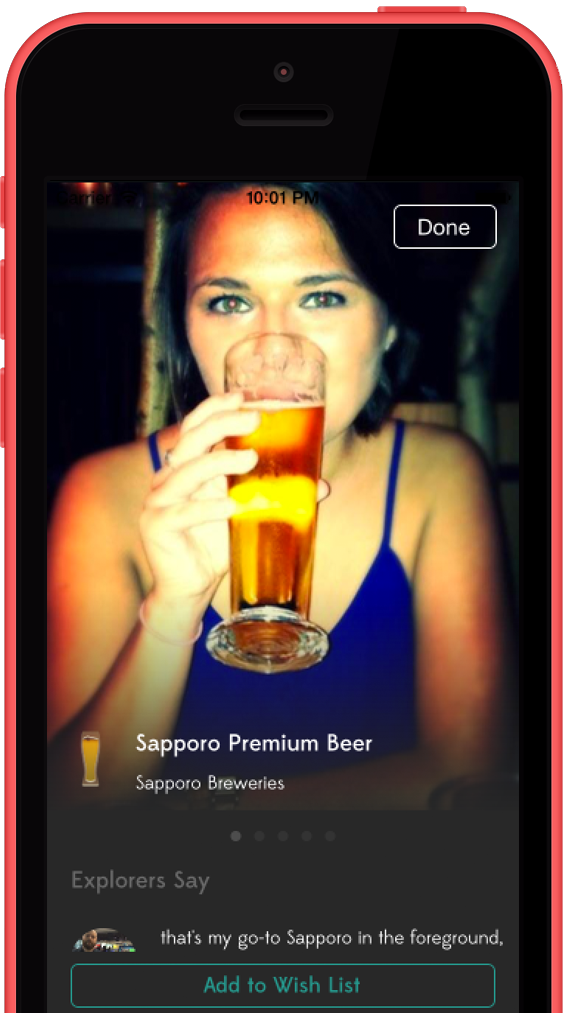 Carrier
10:01 PM
Done
Sapporo Premium Beer
Sapporo Breweries
Explorers Say
that's my go-to Sapporo in the foreground,
Add to Wish List